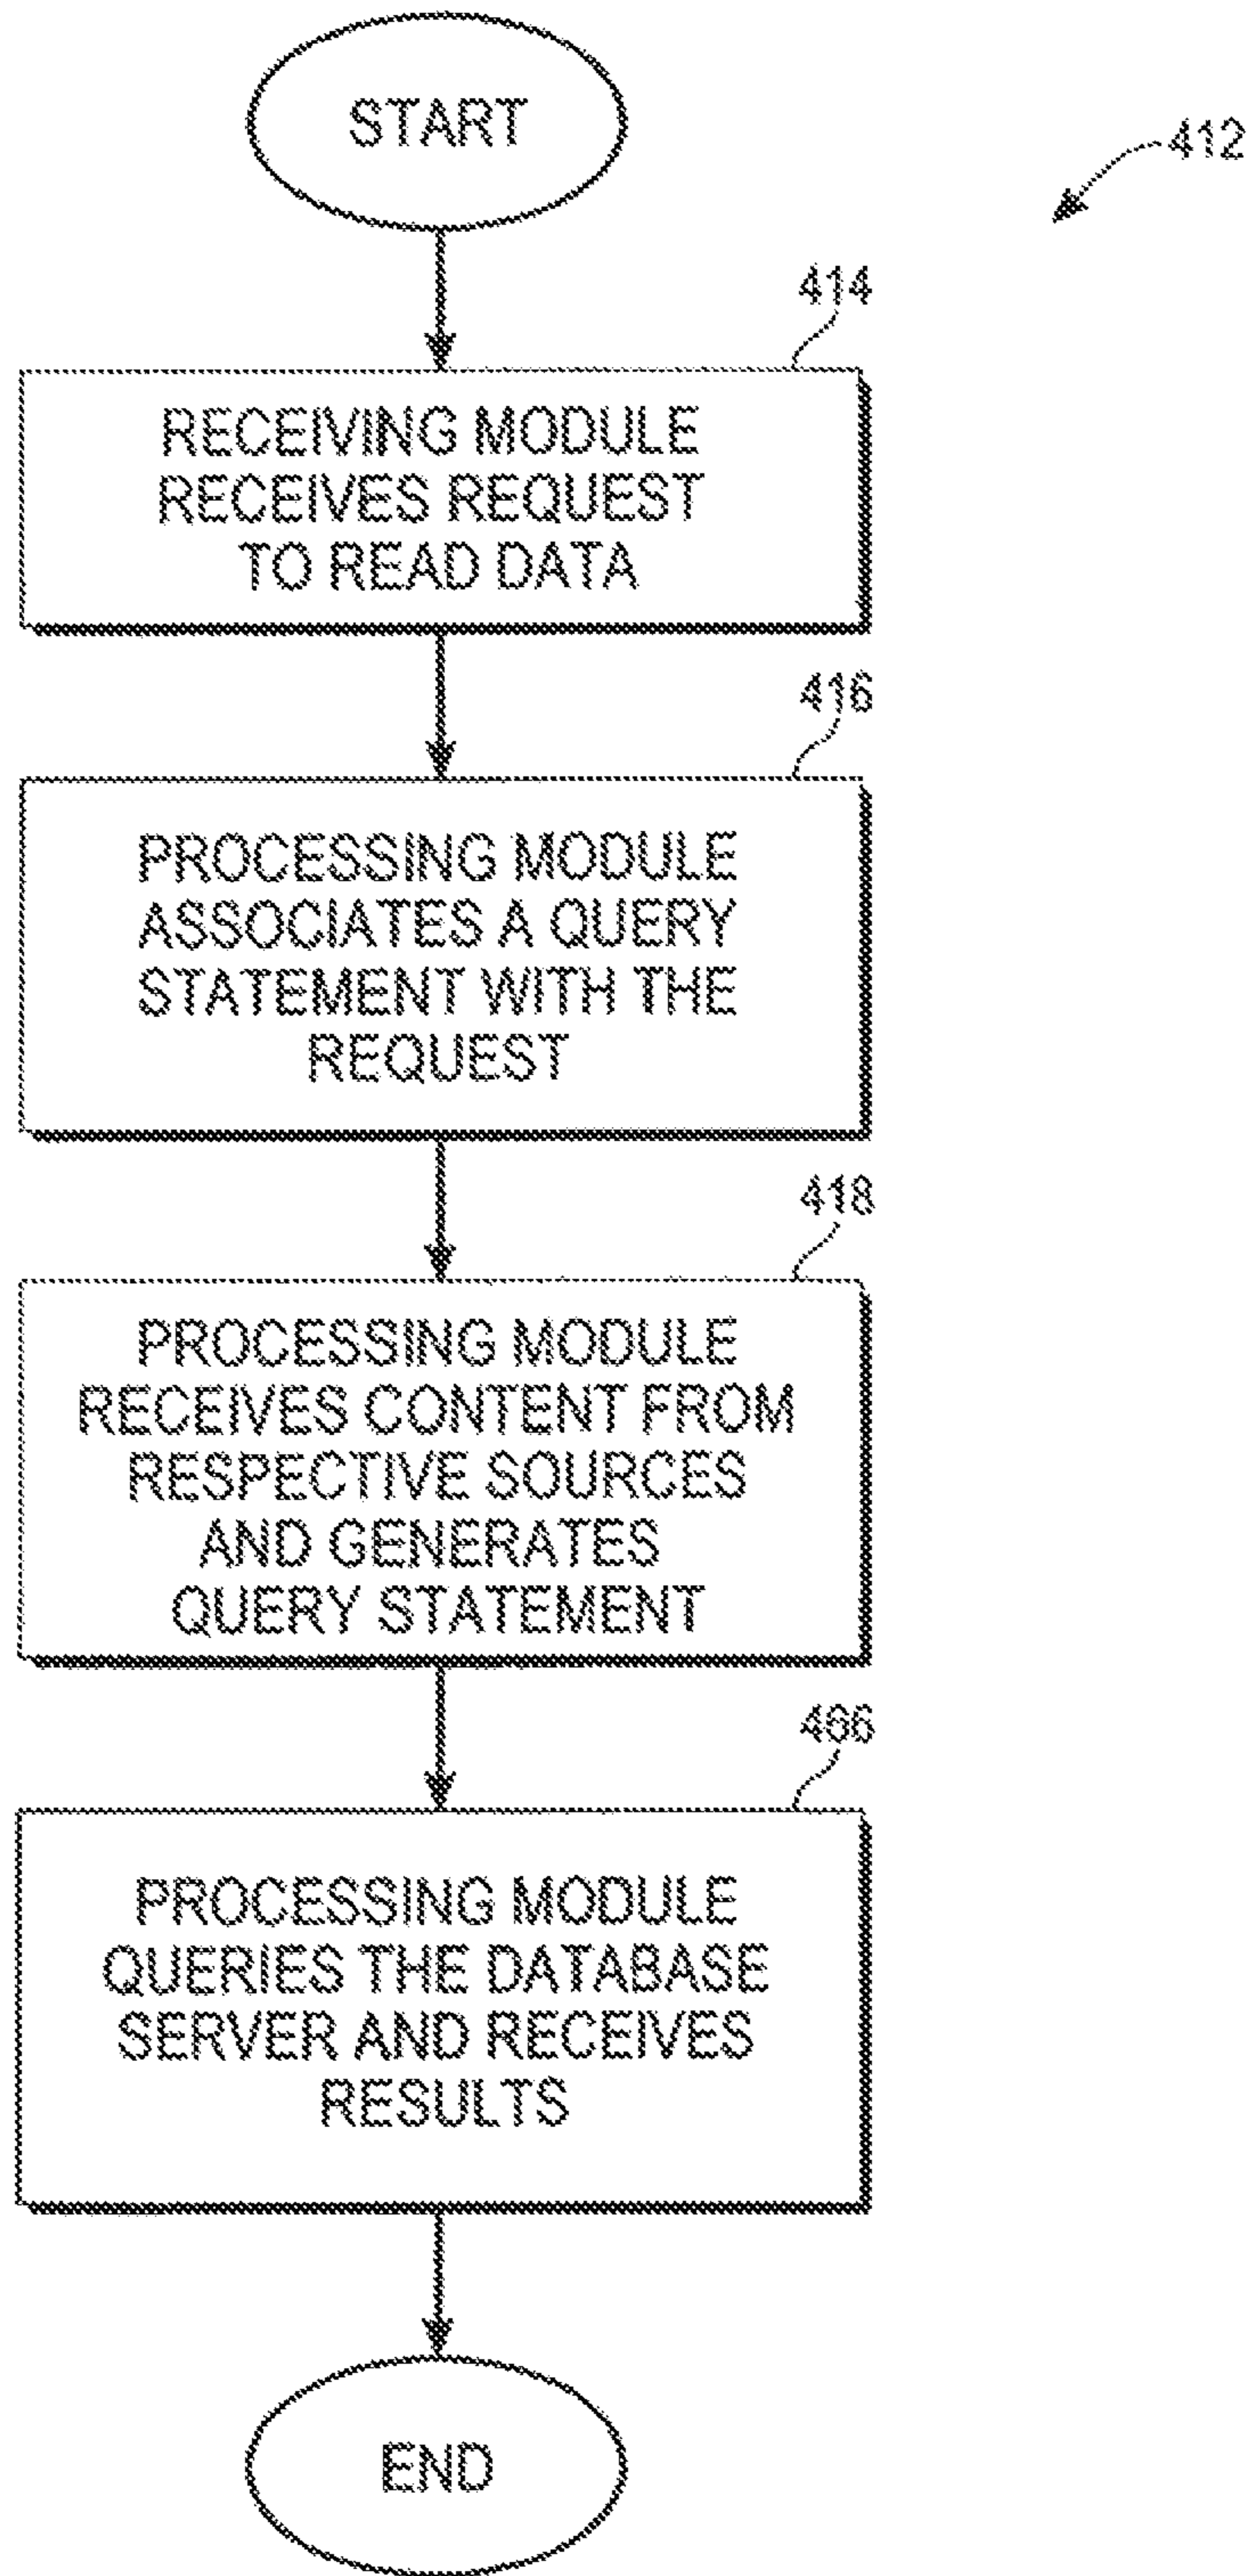 START
412
414
RECEIVING MODULE
RECEIVES REQUEST
TO READ DATA
416
PROCESSING MODULE
ASSOCIATES A QUERY
STATEMENT WITH THE
REQUEST
418
PROCESSING MODULE
RECEIVES CONTENT FROM
RESPECTIVE SOURCES
AND GENERATES
QUERY STATEMENT
466
PROCESSING MODULE
QUERIES THE DATABASE
SERVER AND RECEIVES
RESULTS
END